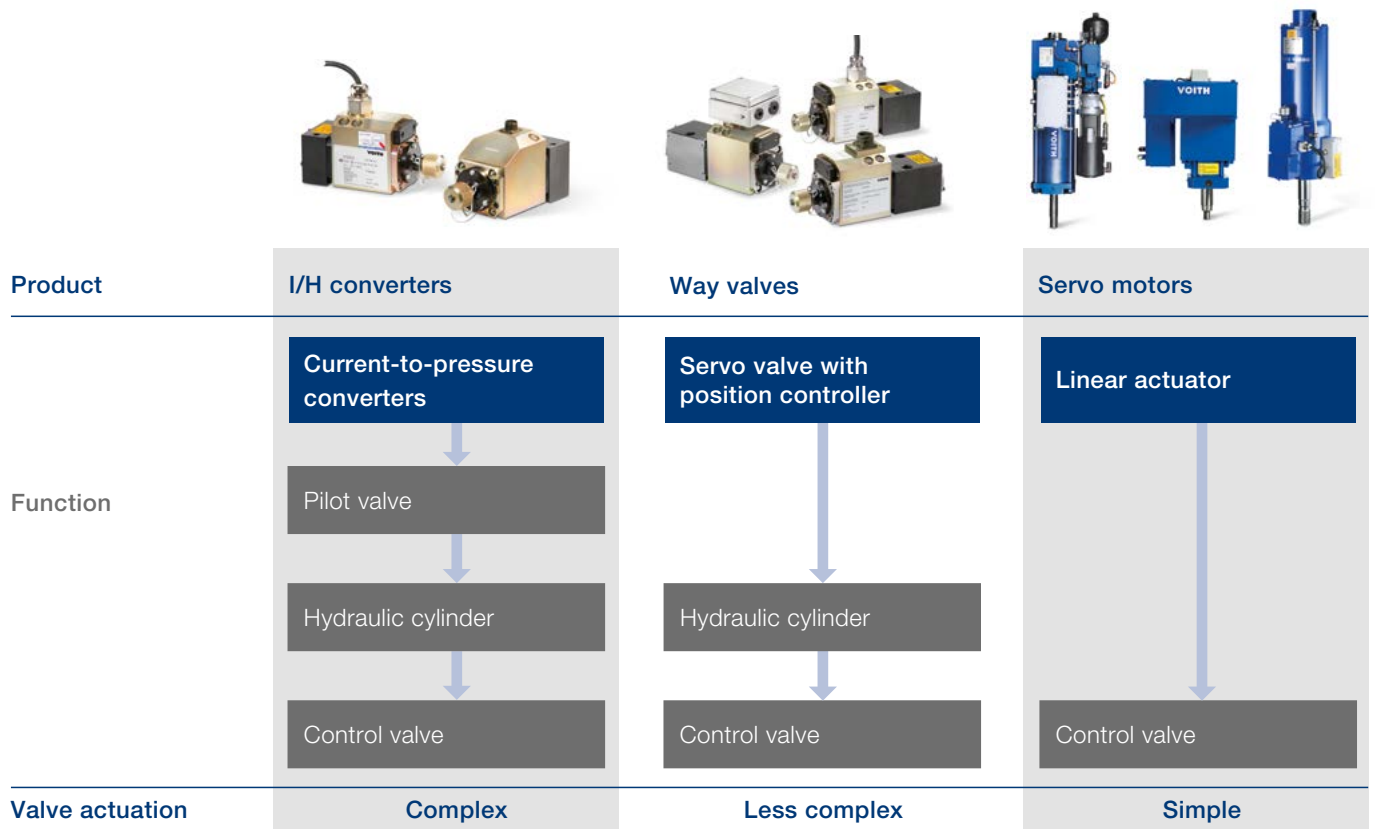 VOITH
VOITH
Product
I/H converters
Way valves
Servo motors
Current-to-pressure
converters
Servo valve with
position controller
Linear actuator
Function
Pilot valve
Hydraulic cylinder
Hydraulic cylinder
Control valve
Control valve
Control valve
Valve actuation
Complex
Less complex
Simple